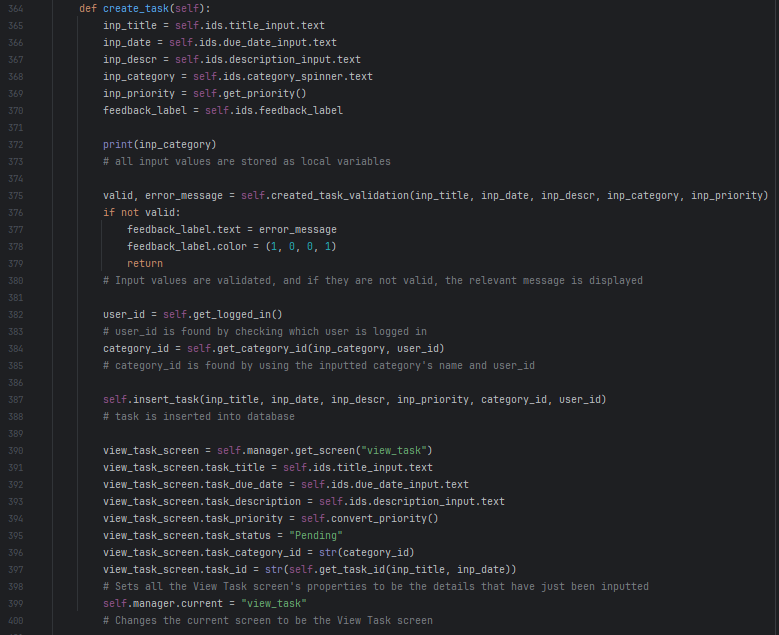 364 def create_task(self):
365 inp_title = self.ids.title_input.text
366 inp_date = self.ids.due_date_input.text
367 inp_descr = self.ids.description_input.text
368 inp_category = self.ids.category_spinner.text
369 inp_priority = self.get_priority()
370 feedback_label = self.ids.feedback_label
371
372 print(inp_category)
373 # all input values are stored as local variables
374
375 valid, error_message = self.created_task_validation(inp_title, inp_date, inp_descr, inp_category, inp_priority)
376 if not valid:
377 feedback_label.text = error_message
378 feedback_label.color = (1, 0, 0, 1)
379 return
380 # Input values are validated, and if they are not valid, the relevant message is displayed
381
382 user_id = self.get_logged_in()
383 # user_id is found by checking which user is logged in
384 category_id = self.get_category_id(inp_category, user_id)
385 # category_id is found by using the inputted category's name and user_id
386
387 self.insert_task(inp_title, inp_date, inp_descr, inp_priority, category_id, user_id)
388 # task is inserted into database
389
390 view_task_screen = self.manager.get_screen("view_task")
391 view_task_screen.task_title = self.ids.title_input.text
392 view_task_screen.task_due_date = self.ids.due_date_input.text
393 view_task_screen.task_description = self.ids.description_input.text
394 view_task_screen.task_priority = self.convert_priority()
395 view_task_screen.task_status = "Pending"
396 view_task_screen.task_category_id = str(category_id)
397 view_task_screen.task_id = str(self.get_task_id(inp_title, inp_date))
398 # Sets all the View Task screen's properties to be the details that have just been inputted
399 self.manager.current = "view_task"
400 # Changes the current screen to be the View Task screen